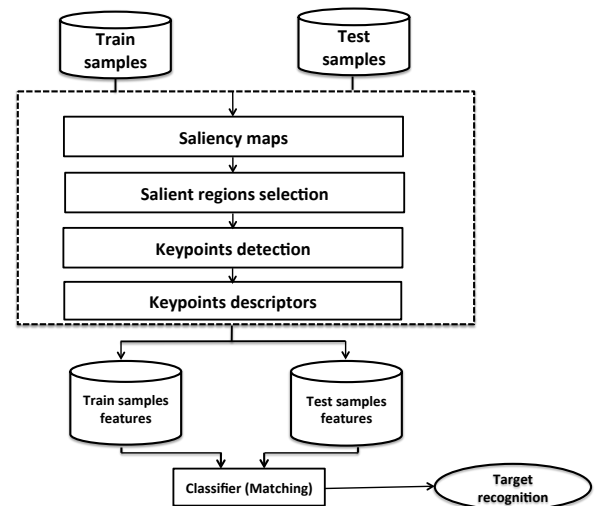 Train
samples
Test
samples
Saliency maps
Salient regions selection
Keypoints detection
Keypoints descriptors
Train samples
features
Test samples
features
Classifier (Matching)
Target
recognition